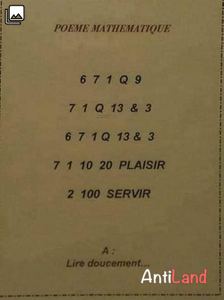 POEME MATHEMATIQUE
6 7 1 Q 9
7 1 Q 13 & 3
6 7 1 Q 13 & 3
7 1 10 20 PLAISIR
2 100 SERVIR
A :
Lire doucement...
AntiLand